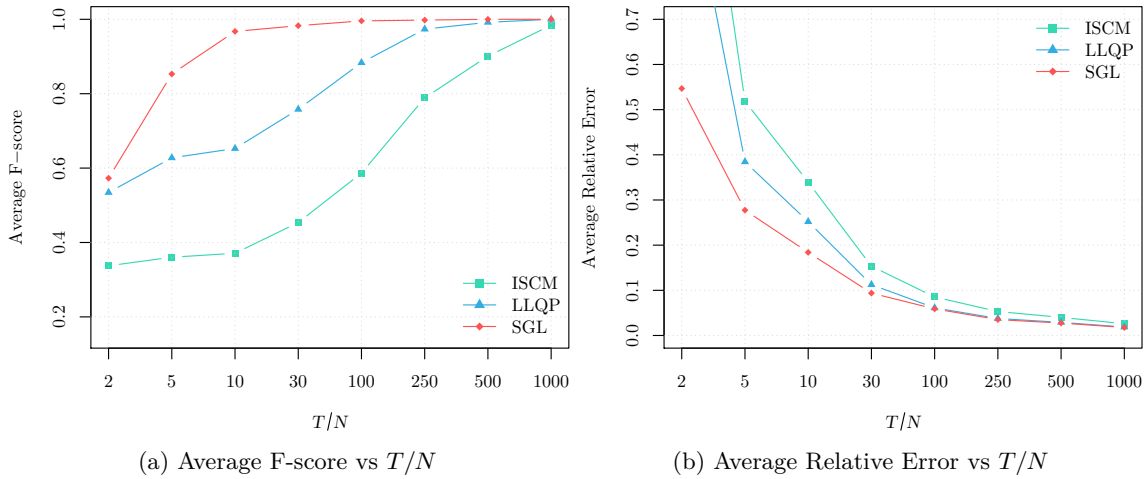 Average F−score
1.0
0.8
0.6
0.4
0.2
2 5 10 30 100 250 500 1000
T/N
ISCM
LLQP
SGL
(a) Average F-score vs T/N
Average Relative Error
0.7
0.6
0.5
0.4
0.3
0.2
0.1
0.0
2 5 10 30 100 250 500 1000
T/N
ISCM
LLQP
SGL
(b) Average Relative Error vs T/N